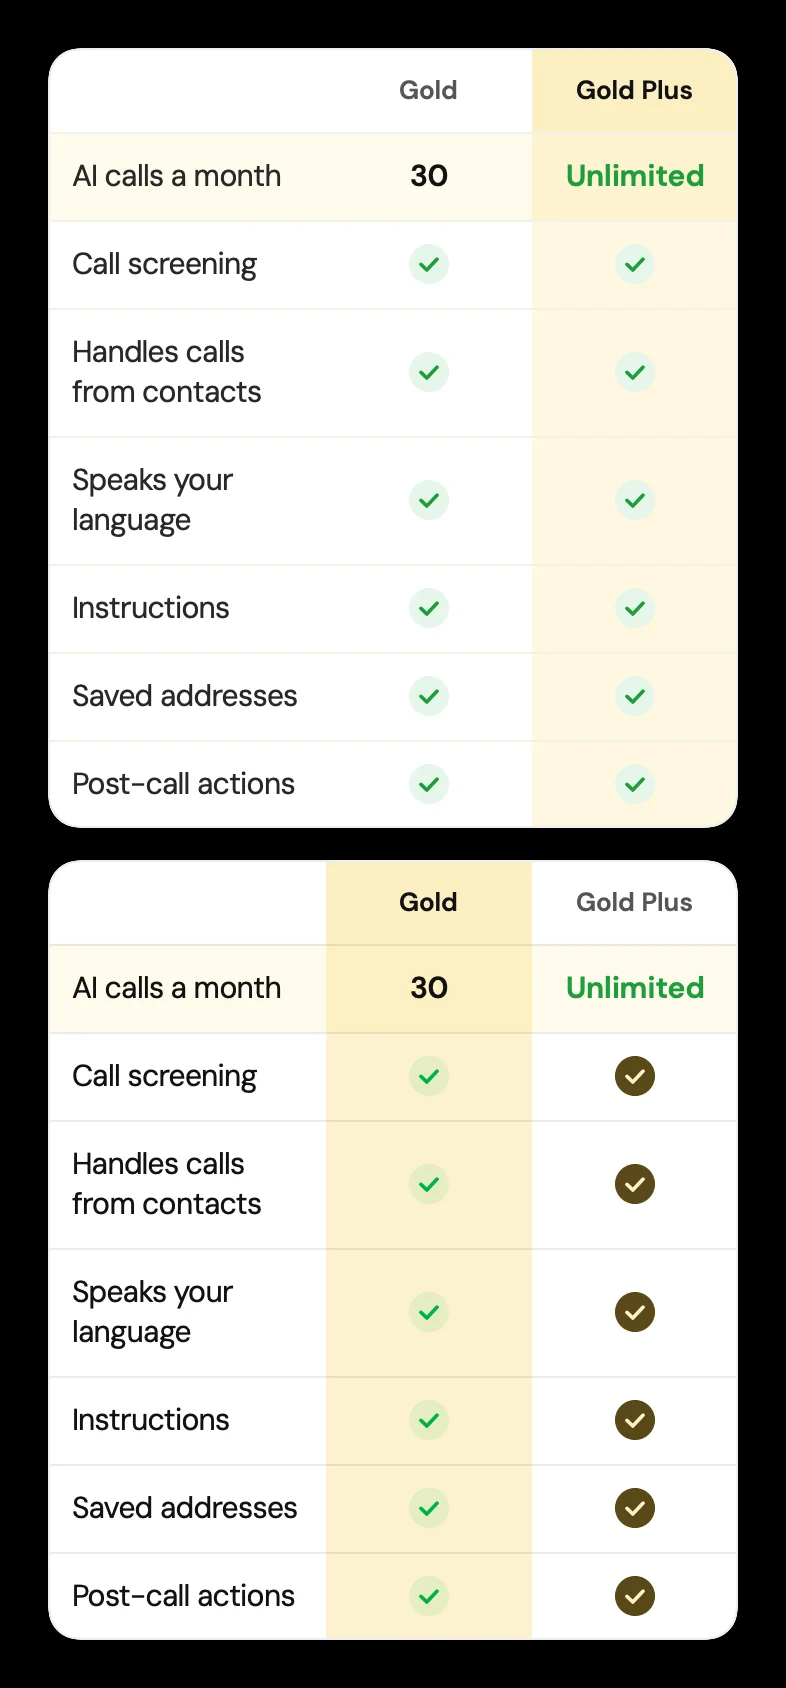 Gold Gold Plus
AI calls a month 30 Unlimited
Call screening
Handles calls
from contacts
Speaks your
language
Instructions
Saved addresses
Post-call actions
Gold Gold Plus
AI calls a month 30 Unlimited
Call screening
Handles calls
from contacts
Speaks your
language
Instructions
Saved addresses
Post-call actions